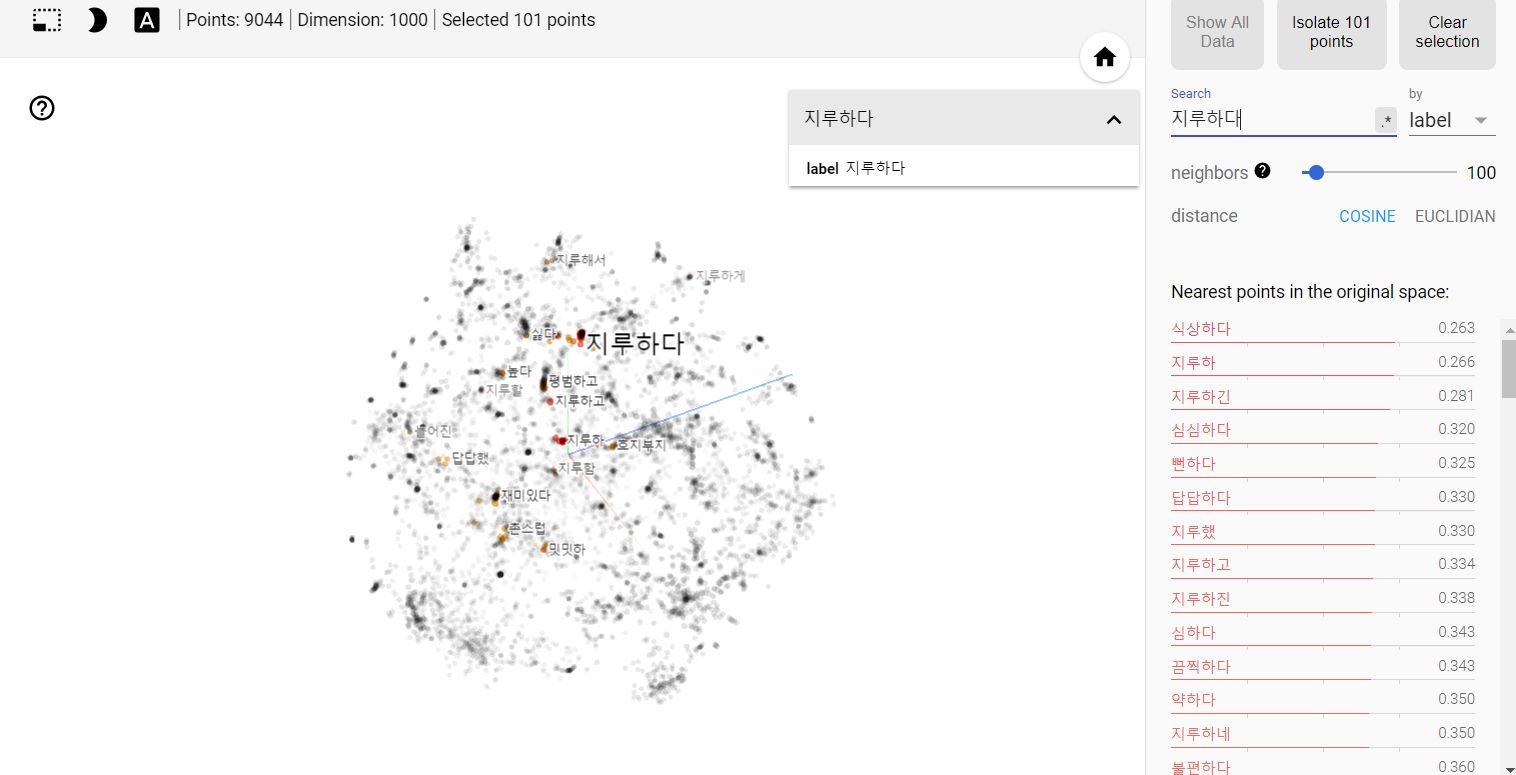 A Points: 9044 | Dimension: 1000 | Selected 101 points
Show All Data
Isolate 101 points
Clear selection
Search
지루하다
.*
by
label
지루하다
label 지루하다
neighbors
100
distance
COSINE
EUCLIDIAN
Nearest points in the original space:
식상하다 0.263
지루하 0.266
지루하긴 0.281
심심하다 0.320
뻔하다 0.325
답답하다 0.330
지루했 0.330
지루하고 0.334
지루하진 0.338
심하다 0.343
끔찍하다 0.343
약하다 0.350
지루하네 0.350
불편하다 0.360
지루해서
지루하게
싫다
지루하다
높다
평범하고
지루할
지루하고
지루하
호지부지
답답했
지루함
재미있다
촌스럽
밋밋하